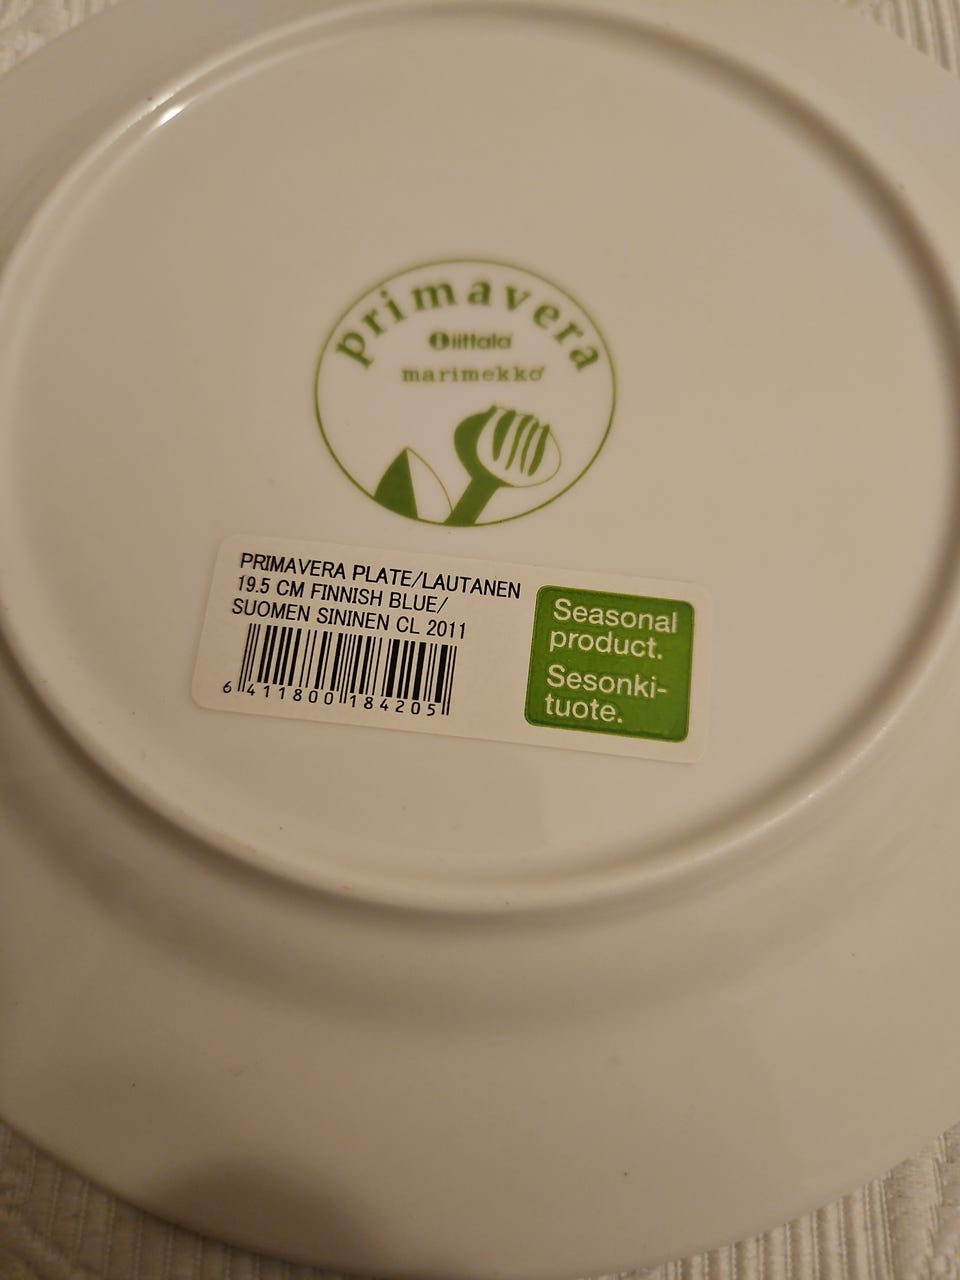 primavera
iittala
marimekko
PRIMAVERA PLATE/LAUTANEN
19.5 CM FINNISH BLUE/
SUOMEN SININEN CL 2011
6 411800 184205
Seasonal
product.
Sesonki-
tuote.